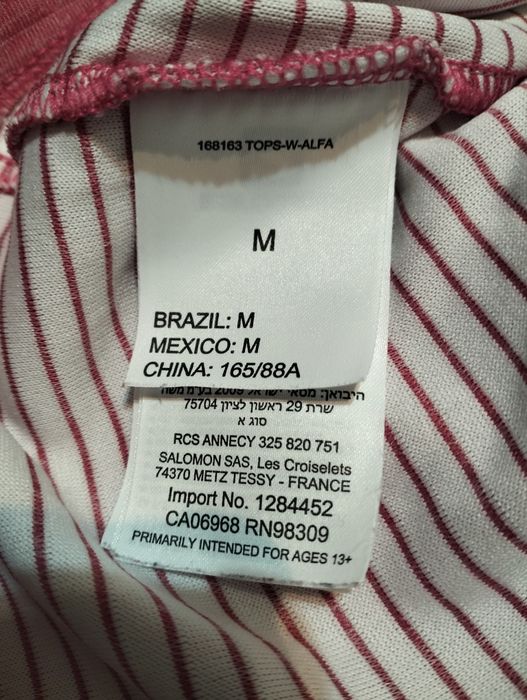 168163 TOPS-W-ALFA
M
BRAZIL: M
MEXICO: M
CHINA: 165/88A
היבואן: מסאי ישראל 2009 בע"מ משה
שרת 29 ראשון לציון 75704
סוג א
RCS ANNECY 325 820 751
SALOMON SAS, Les Croiselets
74370 METZ TESSY - FRANCE
Import No. 1284452
CA06968 RN98309
PRIMARILY INTENDED FOR AGES 13+